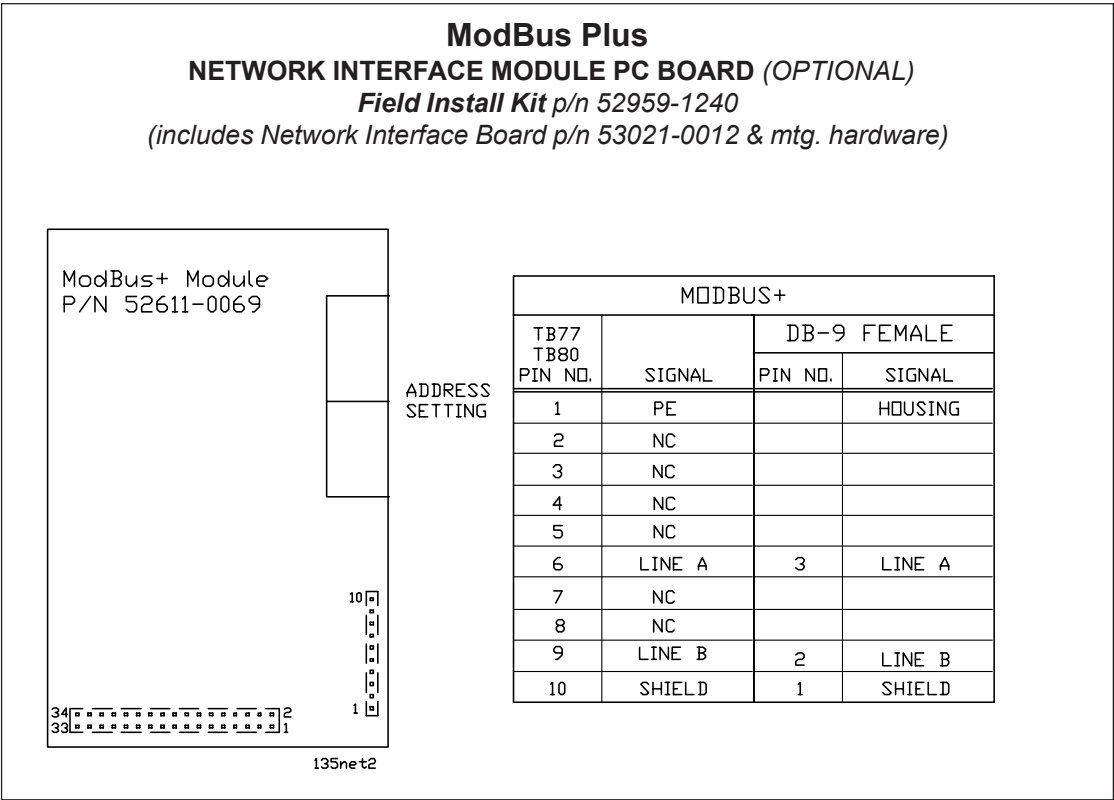 ModBus Plus
NETWORK INTERFACE MODULE PC BOARD (OPTIONAL)
Field Install Kit p/n 52959-1240
(includes Network Interface Board p/n 53021-0012 & mtg. hardware)
ModBus+ Module
P/N 52611-0069
ADDRESS
SETTING
10
1
34 2
33 1
135net2
MODBUS+
TB77
TB80
PIN NO. SIGNAL
DB-9 FEMALE
PIN NO. SIGNAL
1 PE HOUSING
2 NC
3 NC
4 NC
5 NC
6 LINE A 3 LINE A
7 NC
8 NC
9 LINE B 2 LINE B
10 SHIELD 1 SHIELD